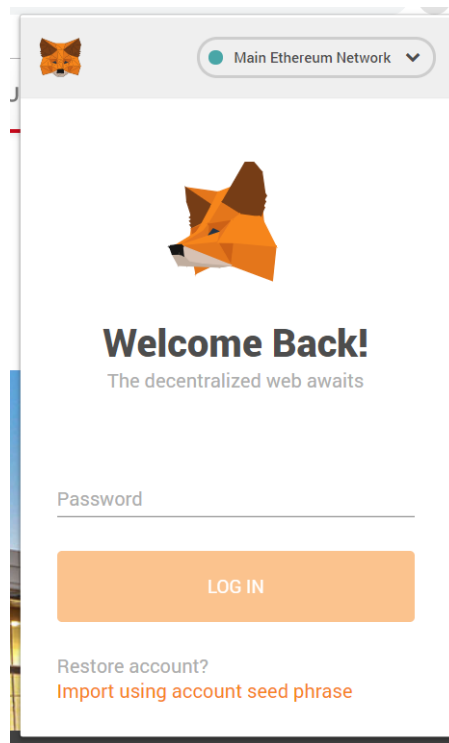 Main Ethereum Network
Welcome Back!
The decentralized web awaits
Password
LOG IN
Restore account?
Import using account seed phrase